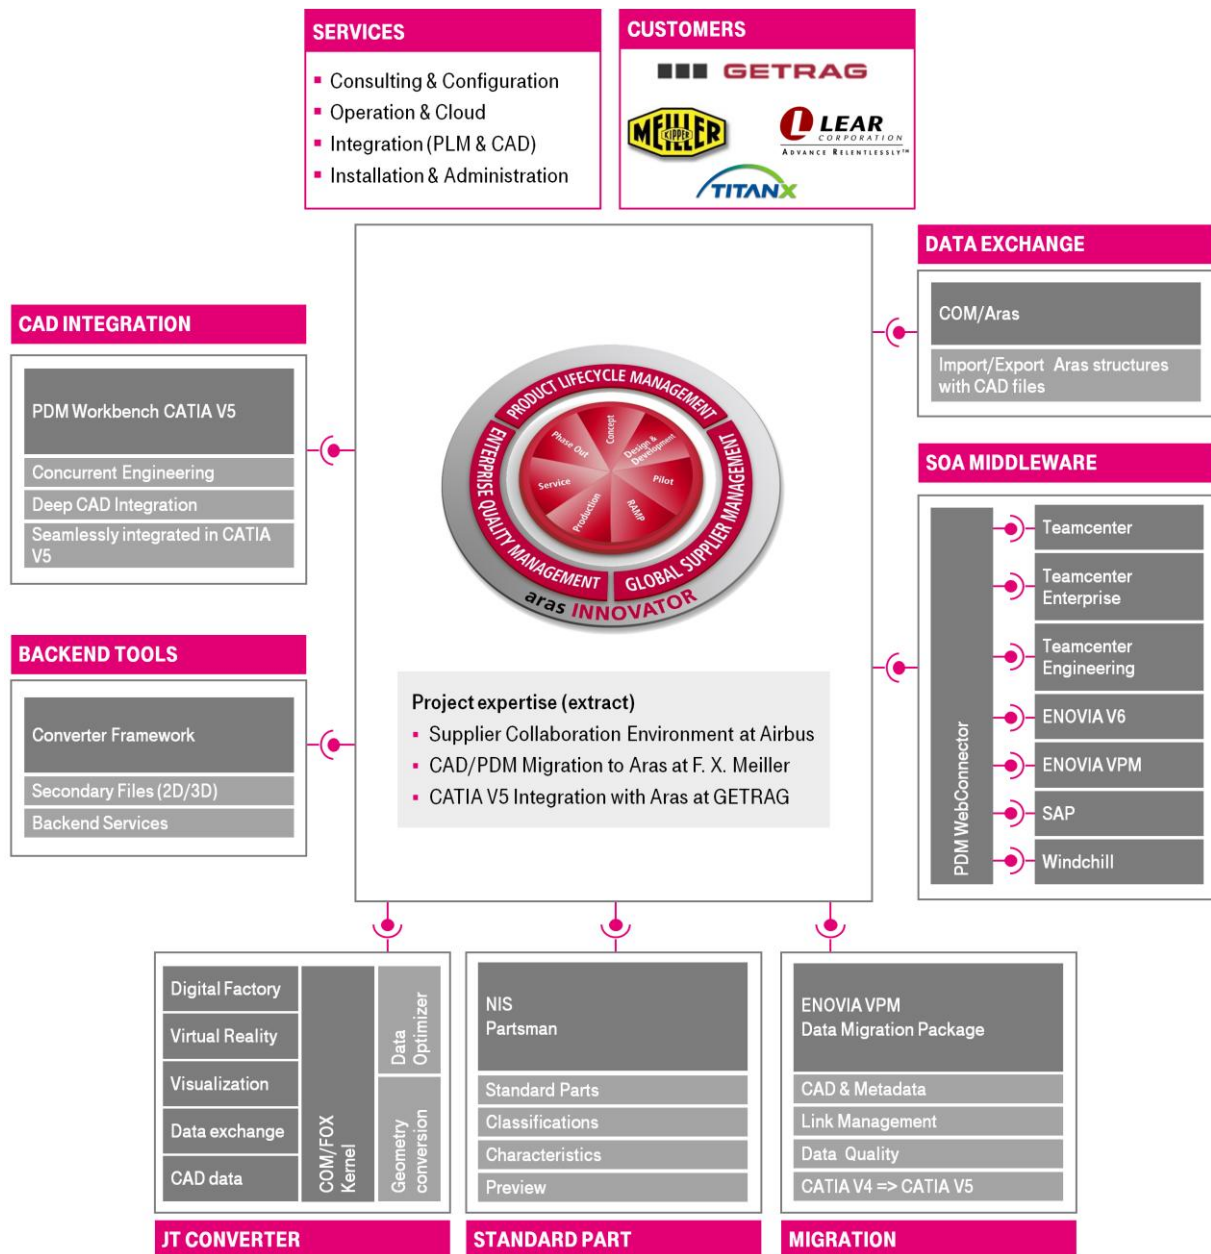 SERVICES
▪ Consulting & Configuration
▪ Operation & Cloud
▪ Integration (PLM & CAD)
▪ Installation & Administration
CUSTOMERS
GETRAG
MEILLER
KIPPER
LEAR
CORPORATION
ADVANCE RELENTLESSLY™
TITANX
CAD INTEGRATION
PDM Workbench CATIA V5
Concurrent Engineering
Deep CAD Integration
Seamlessly integrated in CATIA
V5
BACKEND TOOLS
Converter Framework
Secondary Files (2D/3D)
Backend Services
PRODUCT LIFECYCLE MANAGEMENT
ENTERPRISE QUALITY MANAGEMENT
GLOBAL SUPPLIER MANAGEMENT
Concept
Design &
Development
Pilot
RAMP
Production
Service
Phase Out
aras INNOVATOR
Project expertise (extract)
▪ Supplier Collaboration Environment at Airbus
▪ CAD/PDM Migration to Aras at F. X. Meiller
▪ CATIA V5 Integration with Aras at GETRAG
DATA EXCHANGE
COM/Aras
Import/Export Aras structures
with CAD files
SOA MIDDLEWARE
PDM WebConnector
Teamcenter
Teamcenter
Enterprise
Teamcenter
Engineering
ENOVIA V6
ENOVIA VPM
SAP
Windchill
Digital Factory
Virtual Reality
Visualization
Data exchange
CAD data
COM/FOX
Kernel
Data
Optimizer
Geometry
conversion
JT CONVERTER
NIS
Partsman
Standard Parts
Classifications
Characteristics
Preview
STANDARD PART
ENOVIA VPM
Data Migration Package
CAD & Metadata
Link Management
Data Quality
CATIA V4 => CATIA V5
MIGRATION